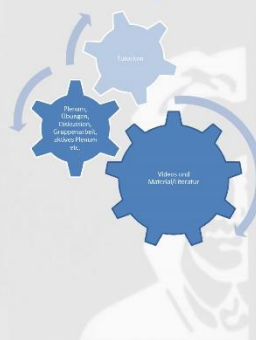 Tutorien
Plenum,
Übungen,
Diskussion,
Gruppenarbeit,
aktives Plenum
etc.
Videos und
Material/Literatur